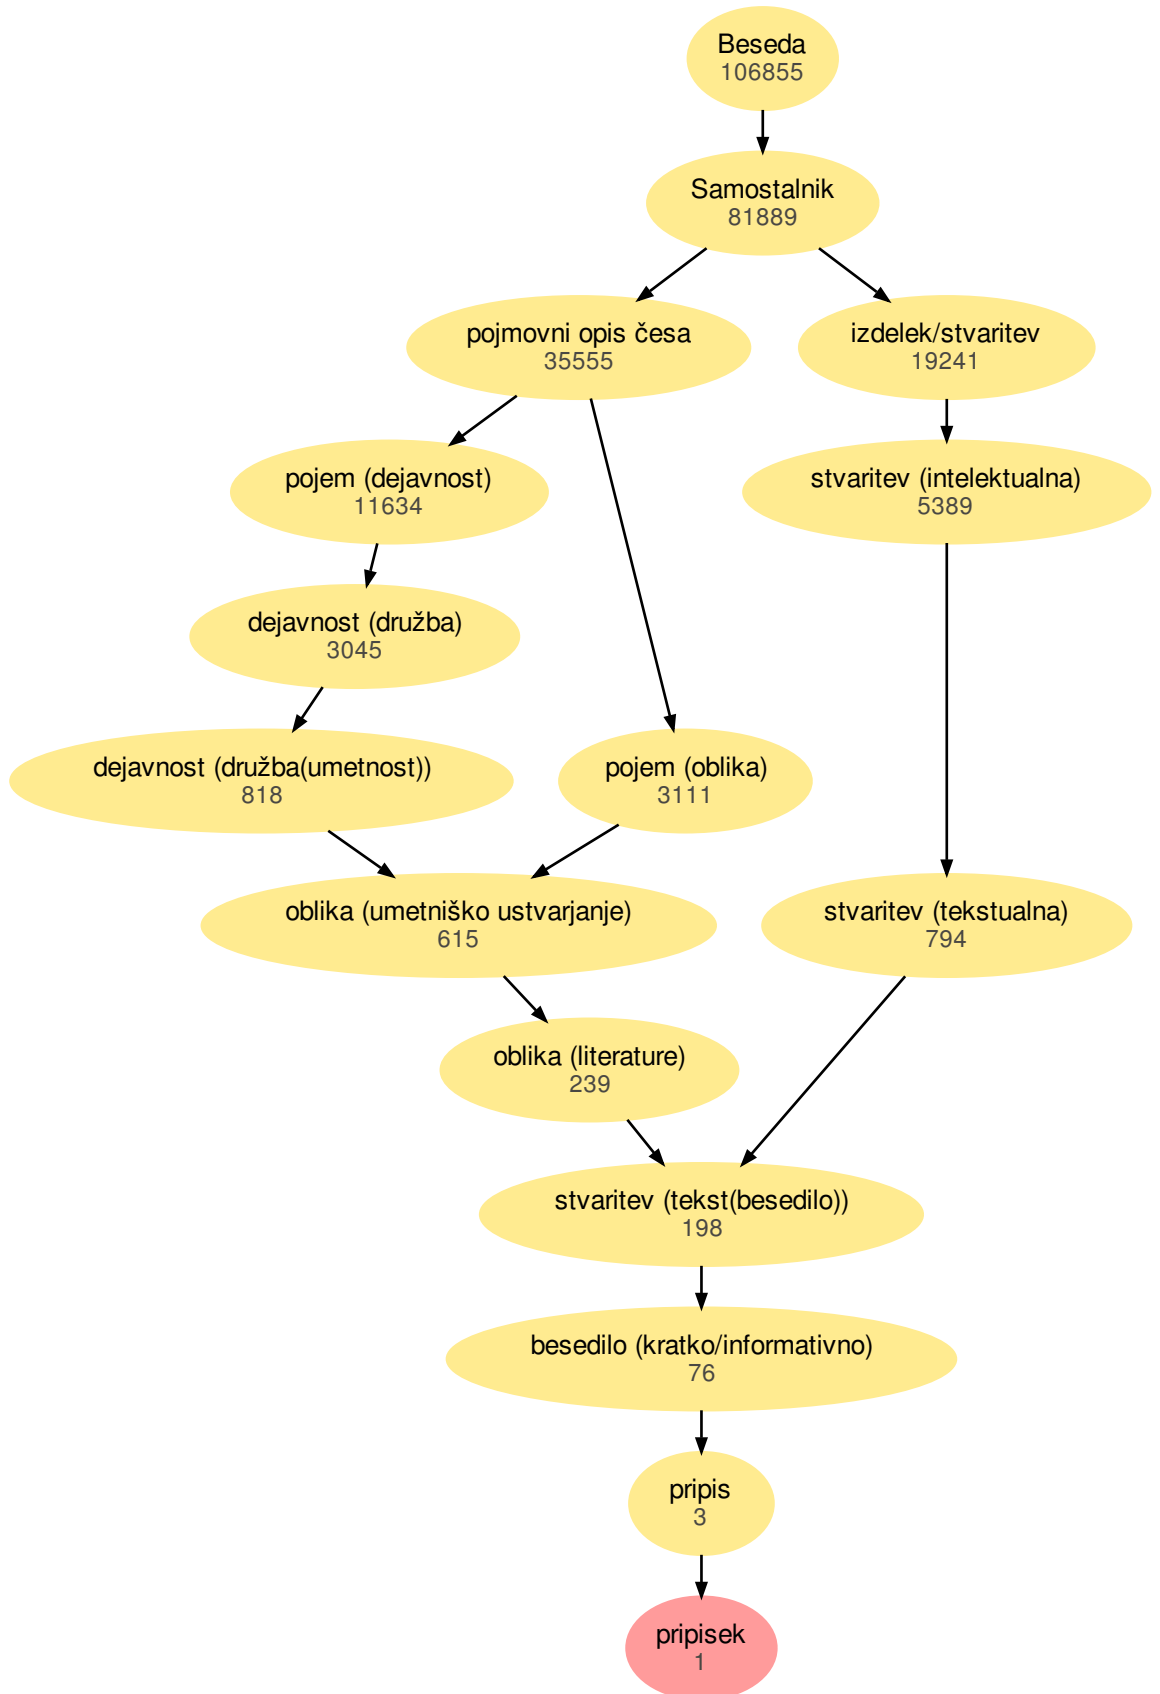 Beseda
106855
Samostalnik
81889
pojmovni opis česa
35555
izdelek/stvaritev
19241
pojem (dejavnost)
11634
stvaritev (intelektualna)
5389
dejavnost (družba)
3045
dejavnost (družba(umetnost))
818
pojem (oblika)
3111
oblika (umetniško ustvarjanje)
615
stvaritev (tekstualna)
794
oblika (literature)
239
stvaritev (tekst(besedilo))
198
besedilo (kratko/informativno)
76
pripis
3
pripisek
1